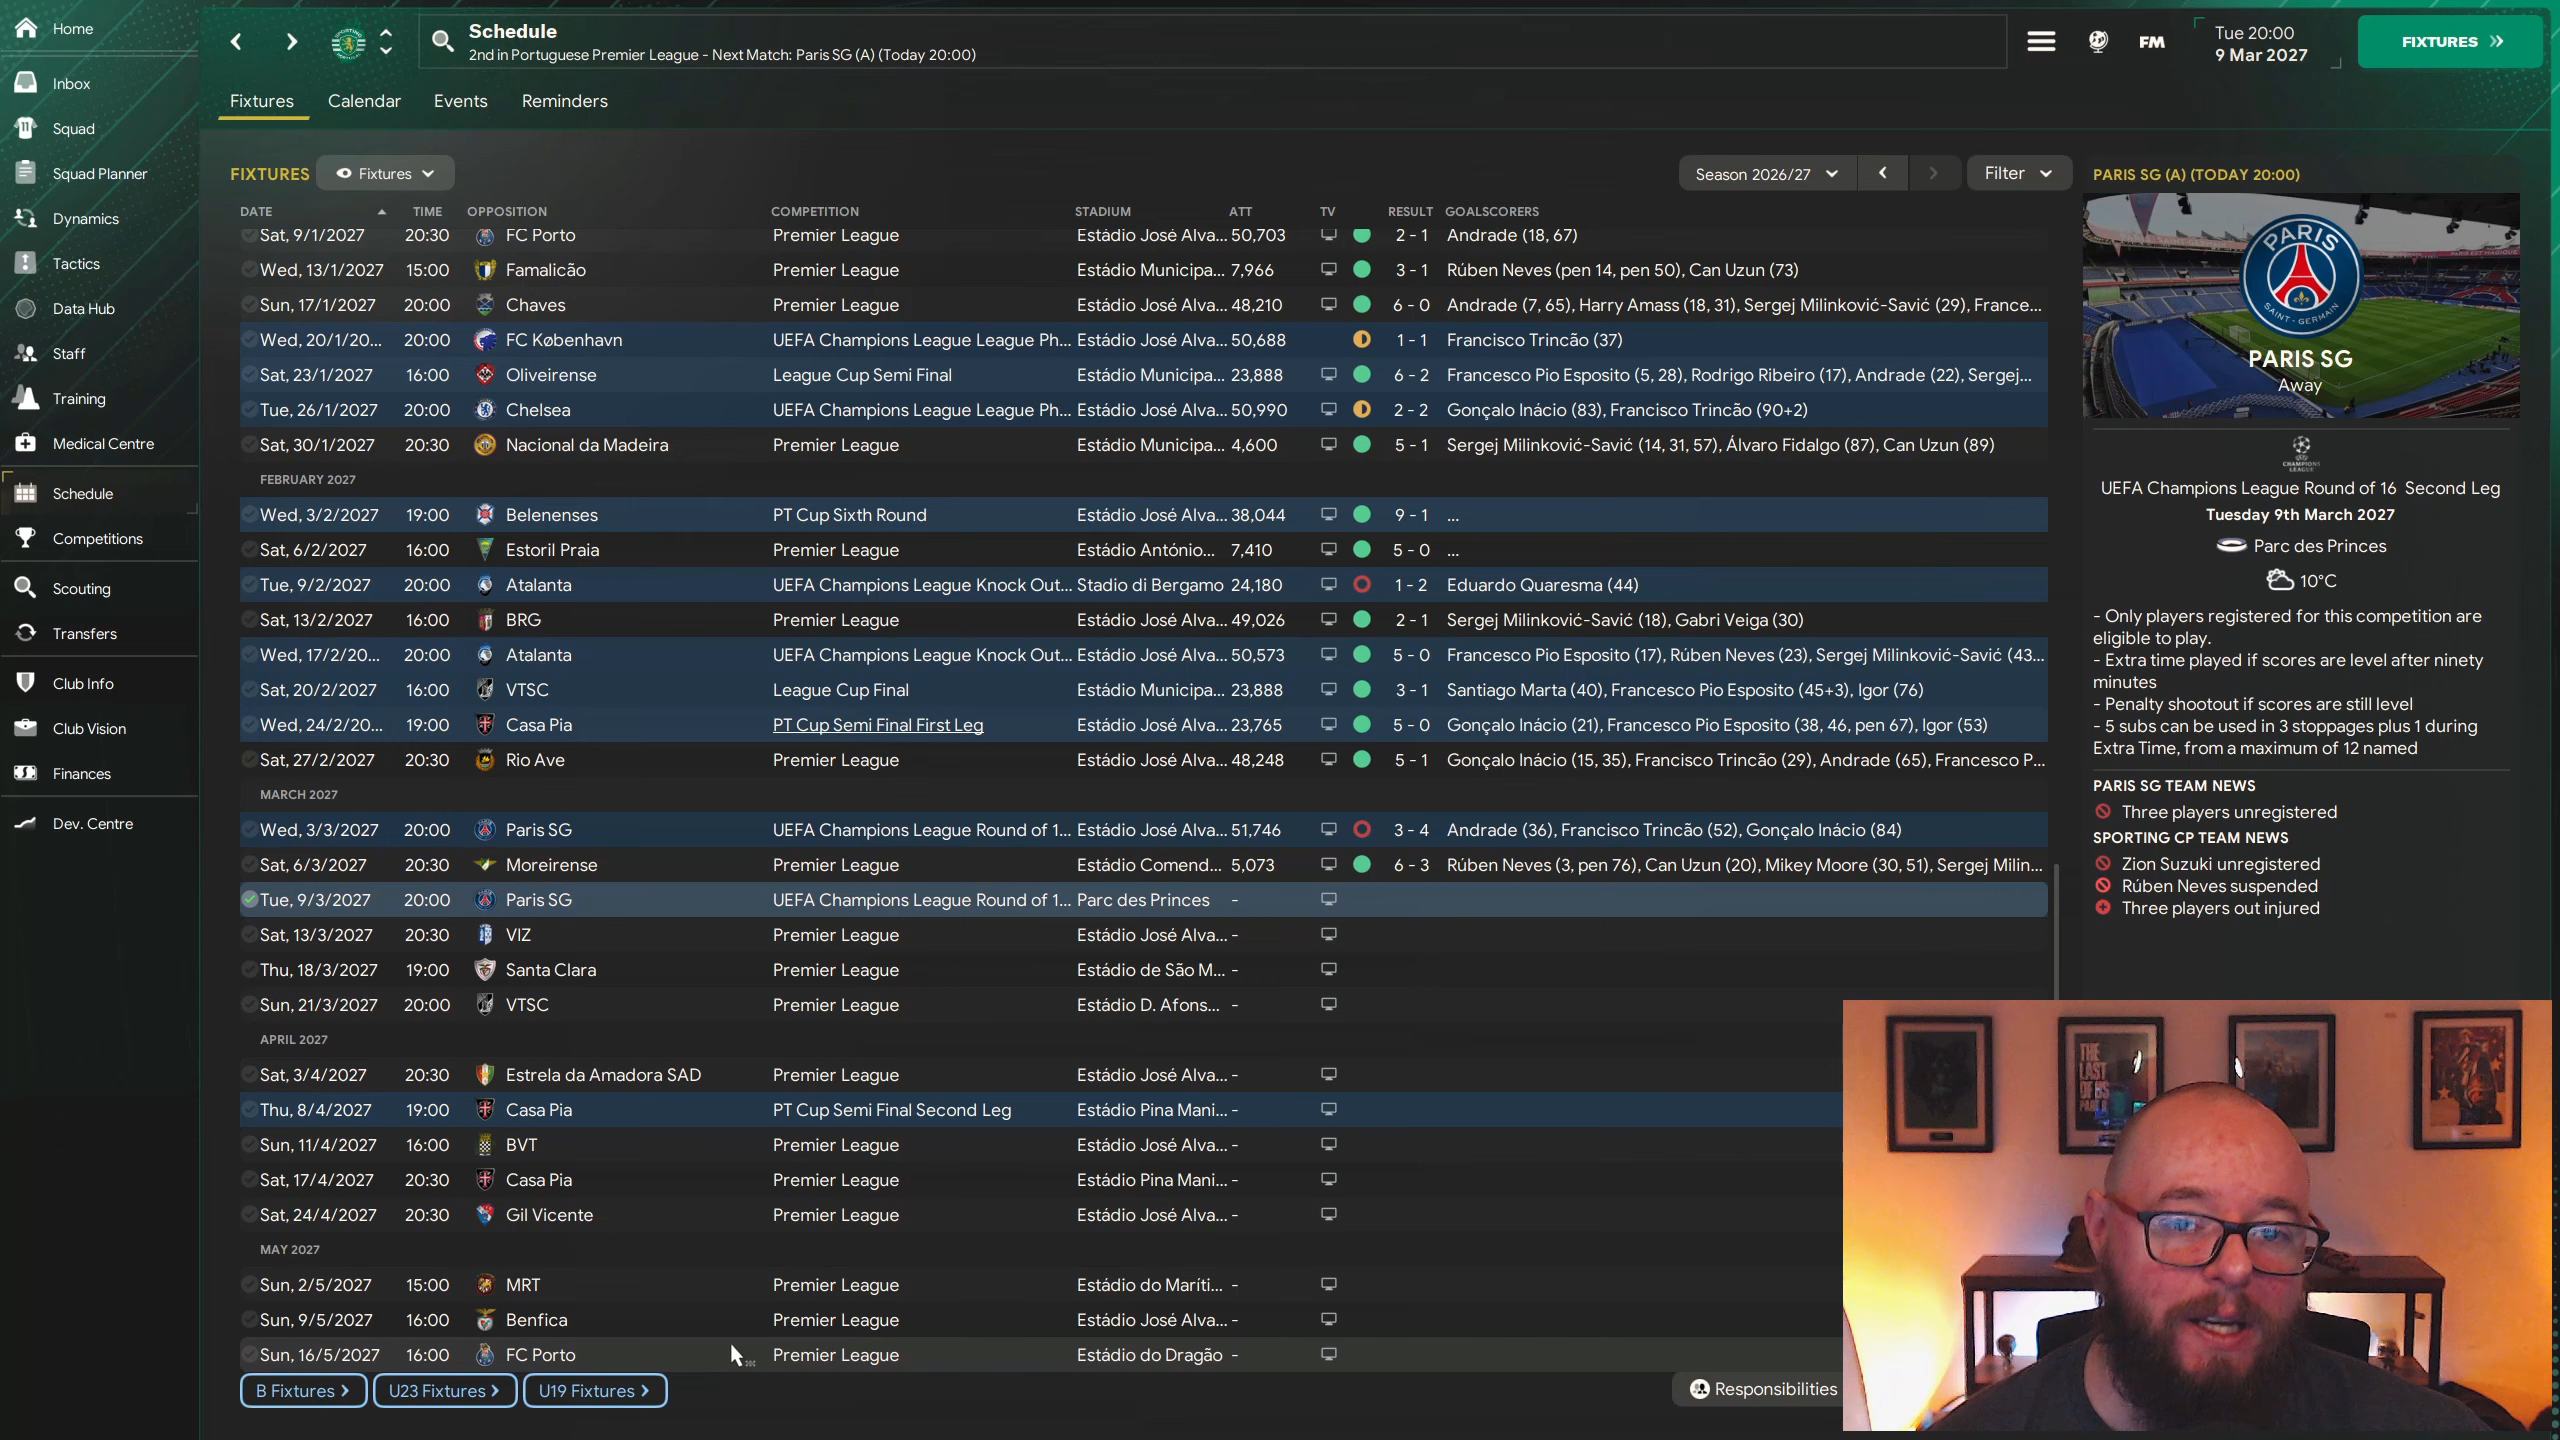 Home
Inbox
Squad
Squad Planner
Dynamics
Tactics
Data Hub
Staff
Training
Medical Centre
Schedule
Competitions
Scouting
Transfers
Club Info
Club Vision
Finances
Dev. Centre
Schedule
2nd in Portuguese Premier League - Next Match: Paris SG (A) (Today 20:00)
FM
Tue 20:00
9 Mar 2027
FIXTURES
Fixtures Calendar Events Reminders
FIXTURES Fixtures Season 2026/27 Filter
DATE TIME OPPOSITION COMPETITION STADIUM ATT TV RESULT GOALSCORERS
Sat, 9/1/2027 20:30 FC Porto Premier League Estádio José Alva... 50,703 2 - 1 Andrade (18, 67)
Wed, 13/1/2027 15:00 Famalicão Premier League Estádio Municipa... 7,966 3 - 1 Rúben Neves (pen 14, pen 50), Can Uzun (73)
Sun, 17/1/2027 20:00 Chaves Premier League Estádio José Alva... 48,210 6 - 0 Andrade (7, 65), Harry Amass (18, 31), Sergej Milinković-Savić (29), France...
Wed, 20/1/20... 20:00 FC København UEFA Champions League League Ph... Estádio José Alva... 50,688 1 - 1 Francisco Trincão (37)
Sat, 23/1/2027 16:00 Oliveirense League Cup Semi Final Estádio Municipa... 23,888 6 - 2 Francesco Pio Esposito (5, 28), Rodrigo Ribeiro (17), Andrade (22), Sergej...
Tue, 26/1/2027 20:00 Chelsea UEFA Champions League League Ph... Estádio José Alva... 50,990 2 - 2 Gonçalo Inácio (83), Francisco Trincão (90+2)
Sat, 30/1/2027 20:30 Nacional da Madeira Premier League Estádio Municipa... 4,600 5 - 1 Sergej Milinković-Savić (14, 31, 57), Álvaro Fidalgo (87), Can Uzun (89)
FEBRUARY 2027
Wed, 3/2/2027 19:00 Belenenses PT Cup Sixth Round Estádio José Alva... 38,044 9 - 1 ...
Sat, 6/2/2027 16:00 Estoril Praia Premier League Estádio António... 7,410 5 - 0 ...
Tue, 9/2/2027 20:00 Atalanta UEFA Champions League Knock Out... Stadio di Bergamo 24,180 1 - 2 Eduardo Quaresma (44)
Sat, 13/2/2027 16:00 BRG Premier League Estádio José Alva... 49,026 2 - 1 Sergej Milinković-Savić (18), Gabri Veiga (30)
Wed, 17/2/20... 20:00 Atalanta UEFA Champions League Knock Out... Estádio José Alva... 50,573 5 - 0 Francesco Pio Esposito (17), Rúben Neves (23), Sergej Milinković-Savić (43...
Sat, 20/2/2027 16:00 VTSC League Cup Final Estádio Municipa... 23,888 3 - 1 Santiago Marta (40), Francesco Pio Esposito (45+3), Igor (76)
Wed, 24/2/20... 19:00 Casa Pia PT Cup Semi Final First Leg Estádio José Alva... 23,765 5 - 0 Gonçalo Inácio (21), Francesco Pio Esposito (38, 46, pen 67), Igor (53)
Sat, 27/2/2027 20:30 Rio Ave Premier League Estádio José Alva... 48,248 5 - 1 Gonçalo Inácio (15, 35), Francisco Trincão (29), Andrade (65), Francesco P...
MARCH 2027
Wed, 3/3/2027 20:00 Paris SG UEFA Champions League Round of 1... Estádio José Alva... 51,746 3 - 4 Andrade (36), Francisco Trincão (52), Gonçalo Inácio (84)
Sat, 6/3/2027 20:30 Moreirense Premier League Estádio Comend... 5,073 6 - 3 Rúben Neves (3, pen 76), Can Uzun (20), Mikey Moore (30, 51), Sergej Milin...
Tue, 9/3/2027 20:00 Paris SG UEFA Champions League Round of 1... Parc des Princes -
Sat, 13/3/2027 20:30 VIZ Premier League Estádio José Alva... -
Thu, 18/3/2027 19:00 Santa Clara Premier League Estádio de São M... -
Sun, 21/3/2027 20:00 VTSC Premier League Estádio D. Afons... -
APRIL 2027
Sat, 3/4/2027 20:30 Estrela da Amadora SAD Premier League Estádio José Alva... -
Thu, 8/4/2027 19:00 Casa Pia PT Cup Semi Final Second Leg Estádio Pina Mani... -
Sun, 11/4/2027 16:00 BVT Premier League Estádio José Alva... -
Sat, 17/4/2027 20:30 Casa Pia Premier League Estádio Pina Mani... -
Sat, 24/4/2027 20:30 Gil Vicente Premier League Estádio José Alva... -
MAY 2027
Sun, 2/5/2027 15:00 MRT Premier League Estádio do Maríti... -
Sun, 9/5/2027 16:00 Benfica Premier League Estádio José Alva... -
Sun, 16/5/2027 16:00 FC Porto Premier League Estádio do Dragão -
B Fixtures U23 Fixtures U19 Fixtures
Responsibilities
PARIS SG (A) (TODAY 20:00)
PARIS
SAINT-GERMAIN
PARIS SG
Away
CHAMPIONS
LEAGUE
UEFA Champions League Round of 16 Second Leg
Tuesday 9th March 2027
Parc des Princes
10°C
- Only players registered for this competition are
eligible to play.
- Extra time played if scores are level after ninety
minutes
- Penalty shootout if scores are still level
- 5 subs can be used in 3 stoppages plus 1 during
Extra Time, from a maximum of 12 named
PARIS SG TEAM NEWS
Three players unregistered
SPORTING CP TEAM NEWS
Zion Suzuki unregistered
Rúben Neves suspended
Three players out injured
THE
LAST
OF